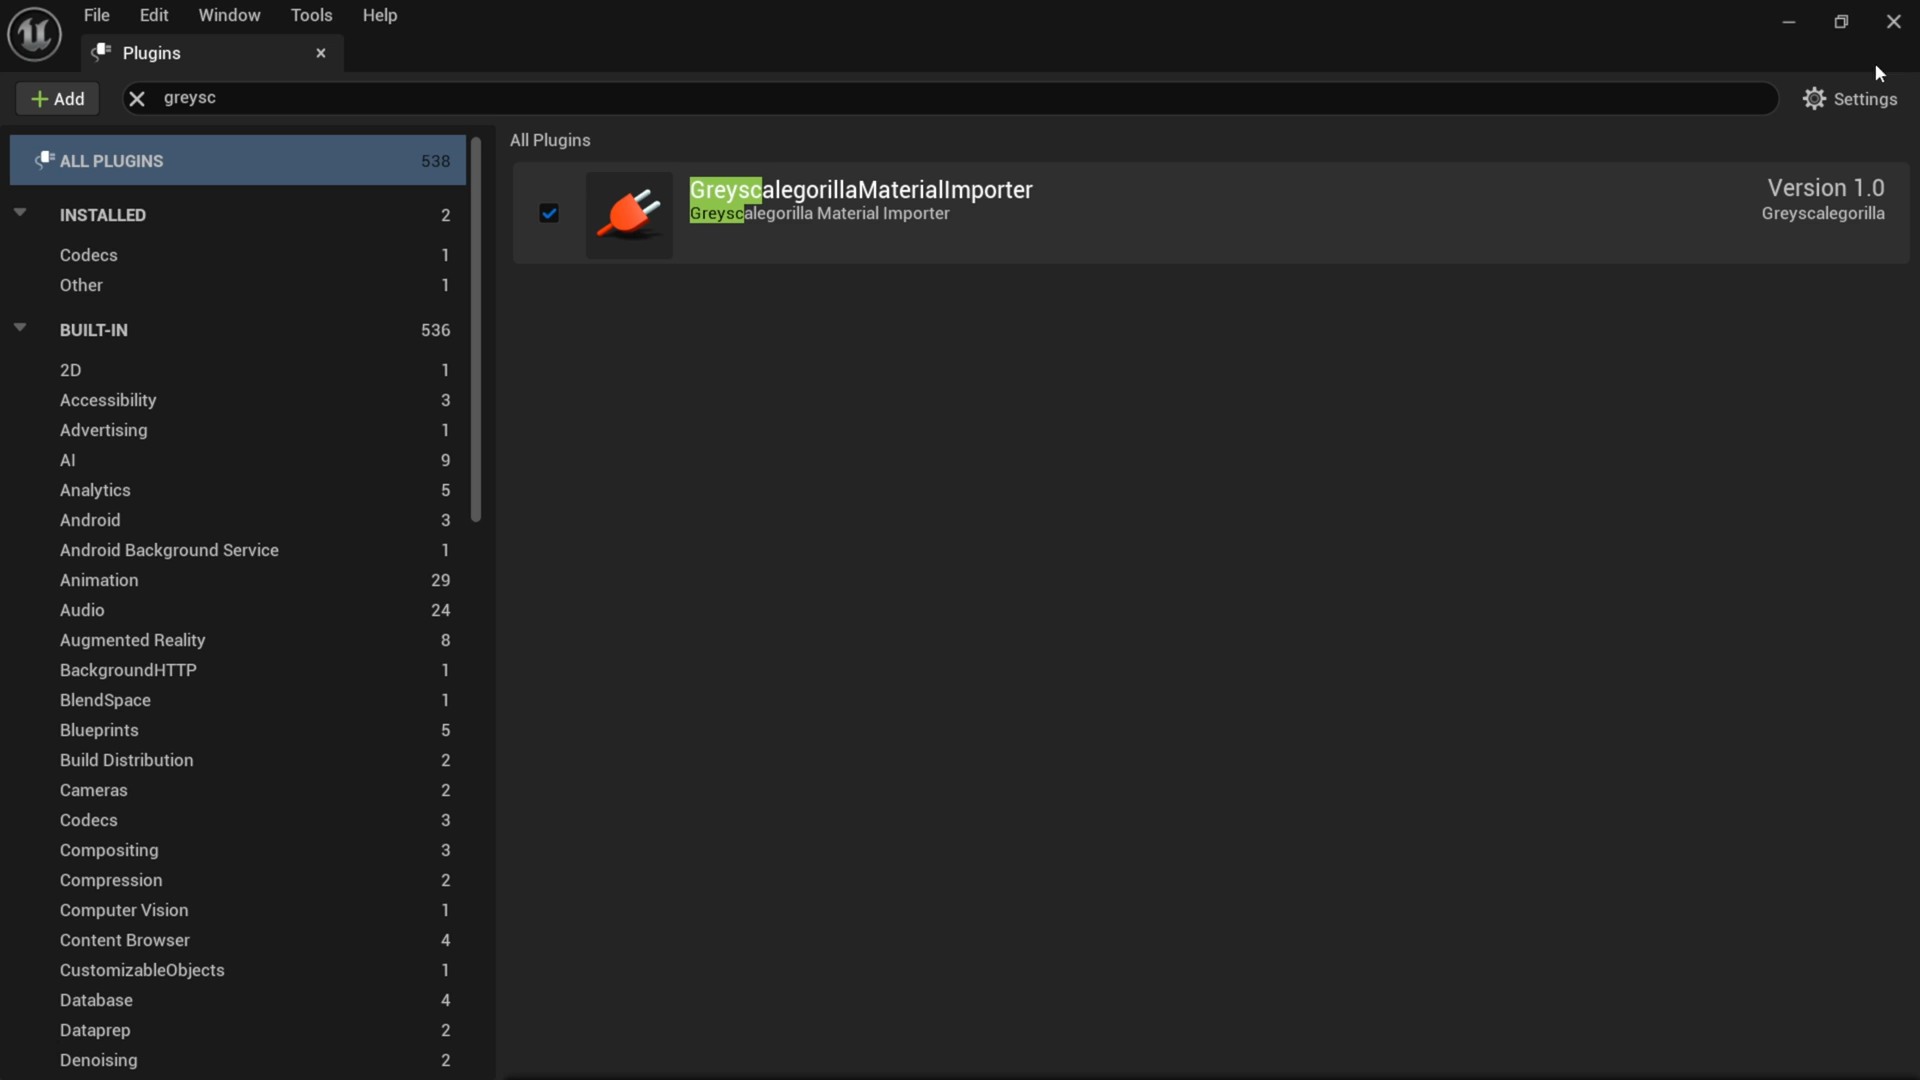 File Edit Window Tools Help
Plugins
Add
greysc
Settings
ALL PLUGINS 538
INSTALLED 2
Codecs 1
Other 1
BUILT-IN 536
2D 1
Accessibility 3
Advertising 1
AI 9
Analytics 5
Android 3
Android Background Service 1
Animation 29
Audio 24
Augmented Reality 8
BackgroundHTTP 1
BlendSpace 1
Blueprints 5
Build Distribution 2
Cameras 2
Codecs 3
Compositing 3
Compression 2
Computer Vision 1
Content Browser 4
CustomizableObjects 1
Database 4
Dataprep 2
Denoising 2
All Plugins
GreyscalegorillaMaterialImporter
Greyscalegorilla Material Importer
Version 1.0
Greyscalegorilla